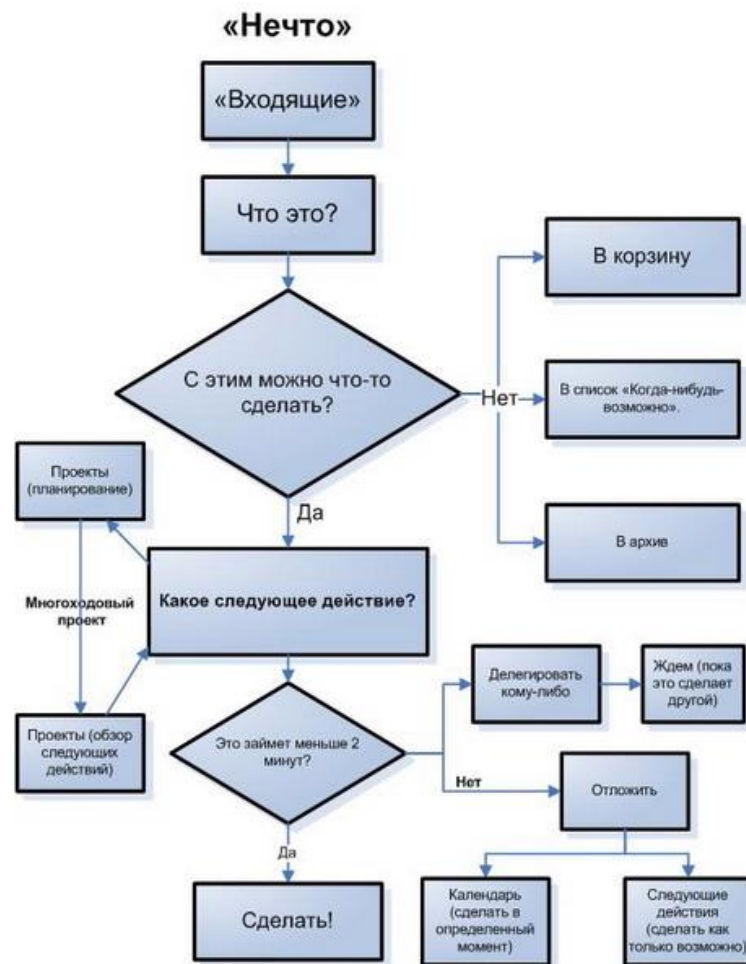 «Нечто»
«Входящие»
Что это?
В корзину
С этим можно что-то
сделать?
Нет
В список «Когда-нибудь-
возможно».
Проекты
(планирование)
Да
В архив
Какое следующее действие?
Многоходовый
проект
Делегировать
кому-либо
Ждем (пока
это сделает
другой)
Проекты (обзор
следующих
действий)
Это займет меньше 2
минут?
Нет
Отложить
Да
Сделать!
Календарь
(сделать в
определенный
момент)
Следующие
действия
(сделать как
только возможно)